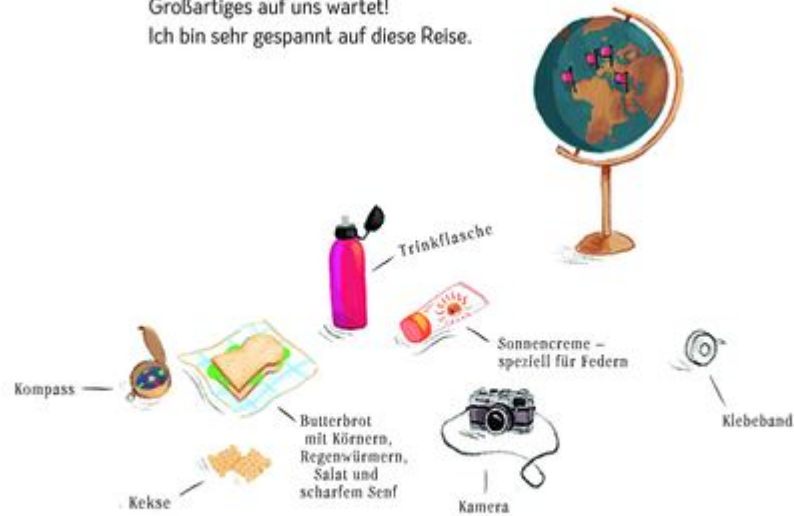 Großartiges auf uns wartet!
Ich bin sehr gespannt auf diese Reise.
Trinkflasche
Sonnencreme –
speziell für Federn
Kompass
Klebeband
Butterbrot
mit Körnern,
Regenwürmern,
Salat und
scharfem Senf
Kekse
Kamera